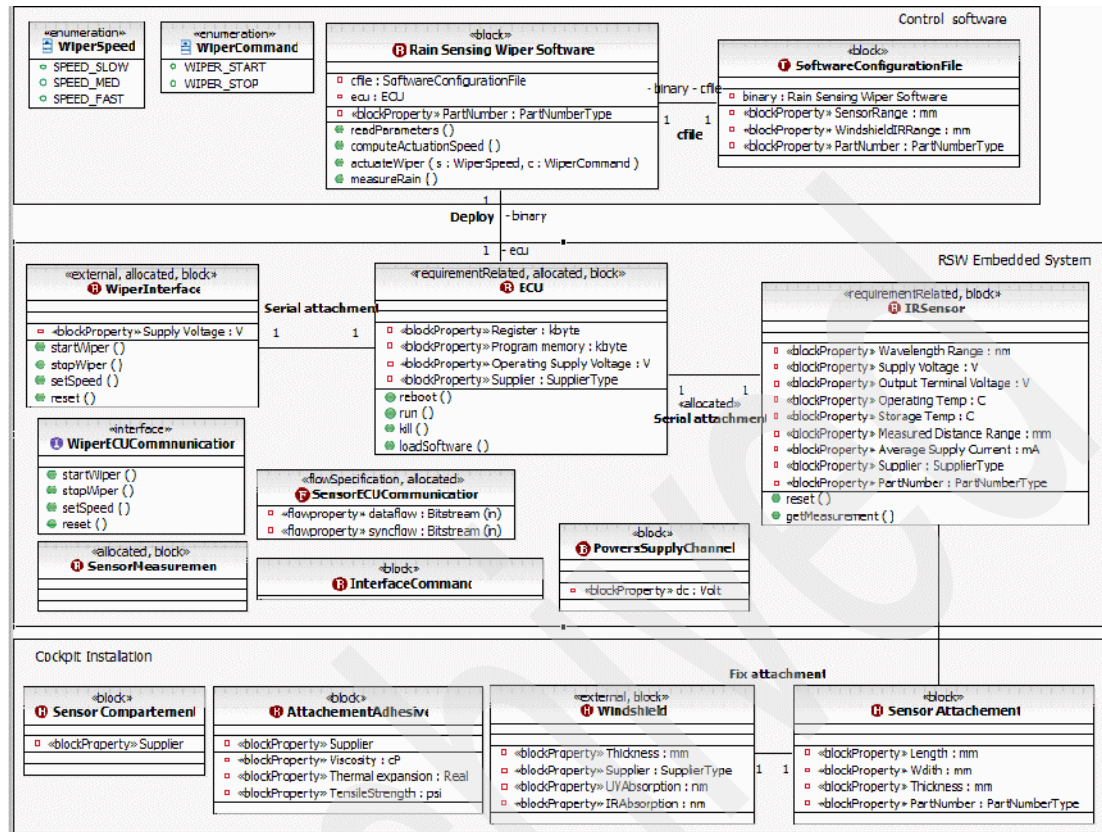 Control software
«enumeration»
WiperSpeed
SPEED_SLOW
SPEED_MED
SPEED_FAST
«enumeration»
WiperCommand
WIPER_START
WIPER_STOP
«block»
Rain Sensing Wiper Software
cfile : SoftwareConfigurationFile
ecu : ECU
«blockProperty» PartNumber : PartNumberType
readParameters ()
computeActuationSpeed ()
actuateWiper ( s : WiperSpeed, c : WiperCommand )
measureRain ()
- binary - cfile
1 1
cfile
«block»
SoftwareConfigurationFile
binary : Rain Sensing Wiper Software
«blockProperty» SensorRange : mm
«blockProperty» WindshieldIRRange : mm
«blockProperty» PartNumber : PartNumberType
1
Deploy - binary
1 - ecu
RSW Embedded System
«external, allocated, block»
WiperInterface
«blockProperty» Supply Voltage : V
startWiper ()
stopWiper ()
setSpeed ()
reset ()
Serial attachment
1 1
«requirementRelated, allocated, block»
ECU
«blockProperty» Register : kbyte
«blockProperty» Program memory : kbyte
«blockProperty» Operating Supply Voltage : V
«blockProperty» Supplier : SupplierType
reboot ()
run ()
kill ()
loadSoftware ()
1 1
«allocated»
Serial attachment
«requirementRelated, block»
IRSensor
«blockProperty» Wavelength Range : nm
«blockProperty» Supply Voltage : V
«blockProperty» Output Terminal Voltage : V
«blockProperty» Operating Temp : C
«blockProperty» Storage Temp : C
«blockProperty» Measured Distance Range : mm
«blockProperty» Average Supply Current : mA
«blockProperty» Supplier : SupplierType
«blockProperty» PartNumber : PartNumberType
reset ()
getMeasurement ()
«interface»
WiperECUCommnunication
startWiper ()
stopWiper ()
setSpeed ()
reset ()
«flowSpecification, allocated»
SensorECUCommunication
«flowproperty» dataflow : Bitstream (in)
«flowproperty» syncflow : Bitstream (in)
«allocated, block»
SensorMeasuremen
«block»
InterfaceCommand
«block»
PowersSupplyChannel
«blockProperty» dc : Volt
Cockpit Installation
«block»
Sensor Compartement
«blockProperty» Supplier
«block»
AttachementAdhesive
«blockProperty» Supplier
«blockProperty» Viscosity : cP
«blockProperty» Thermal expansion : Real
«blockProperty» TensileStrength : psi
«external, block»
Windshield
«blockProperty» Thickness : mm
«blockProperty» Supplier : SupplierType
«blockProperty» UVAbsorption : nm
«blockProperty» IRAbsorption : nm
Fix attachment
1 1
«block»
Sensor Attachement
«blockProperty» Length : mm
«blockProperty» Wdith : mm
«blockProperty» Thickness : mm
«blockProperty» PartNumber : PartNumberType